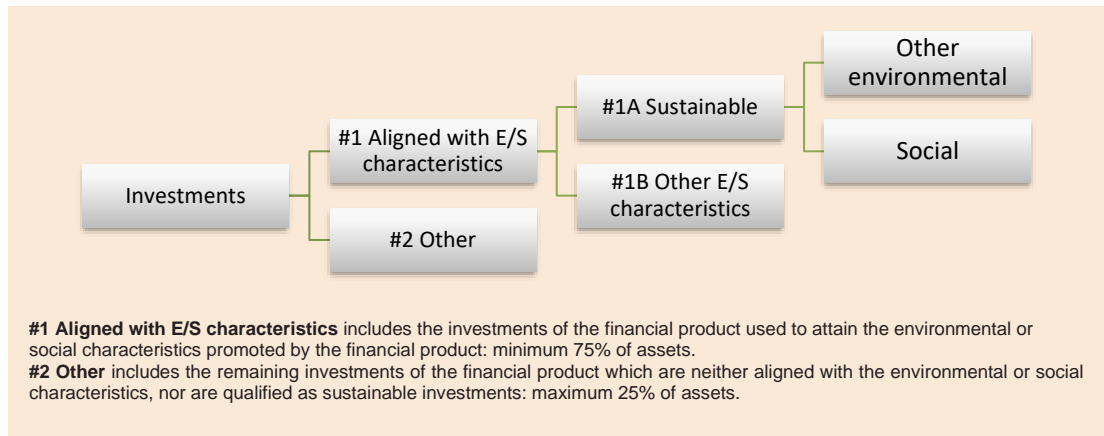 Investments
#1 Aligned with E/S
characteristics
#2 Other
#1A Sustainable
#1B Other E/S
characteristics
Other
environmental
Social
#1 Aligned with E/S characteristics includes the investments of the financial product used to attain the environmental or
social characteristics promoted by the financial product: minimum 75% of assets.
#2 Other includes the remaining investments of the financial product which are neither aligned with the environmental or social
characteristics, nor are qualified as sustainable investments: maximum 25% of assets.